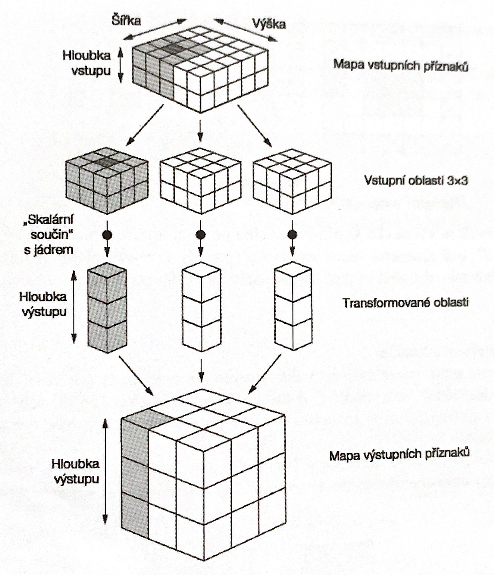 Šířka
Výška
Hloubka
vstupu
Mapa vstupních příznaků
Vstupní oblasti 3×3
„Skalární
součin“
s jádrem
Hloubka
výstupu
Transformované oblasti
Hloubka
výstupu
Mapa výstupních příznaků